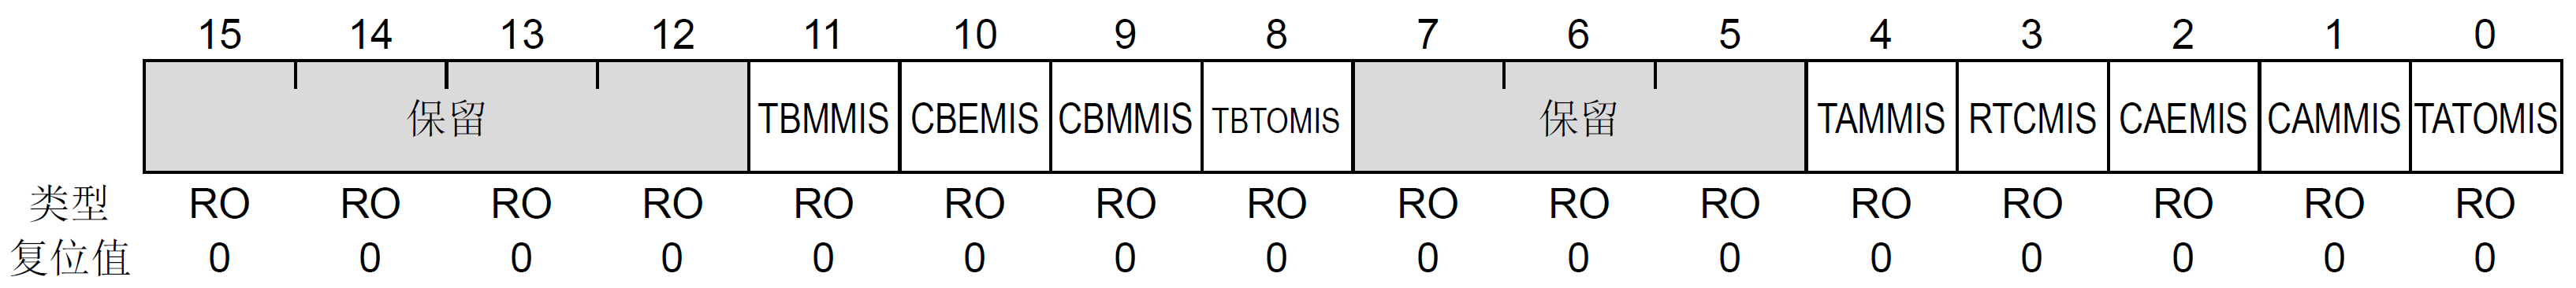 15 14 13 12 11 10 9 8 7 6 5 4 3 2 1 0
保留 TBMMIS CBEMIS CBMMIS TBTOMIS 保留 TAMMIS RTCMIS CAEMIS CAMMIS TATOMIS
类型 RO RO RO RO RO RO RO RO RO RO RO RO RO RO RO RO
复位值 0 0 0 0 0 0 0 0 0 0 0 0 0 0 0 0